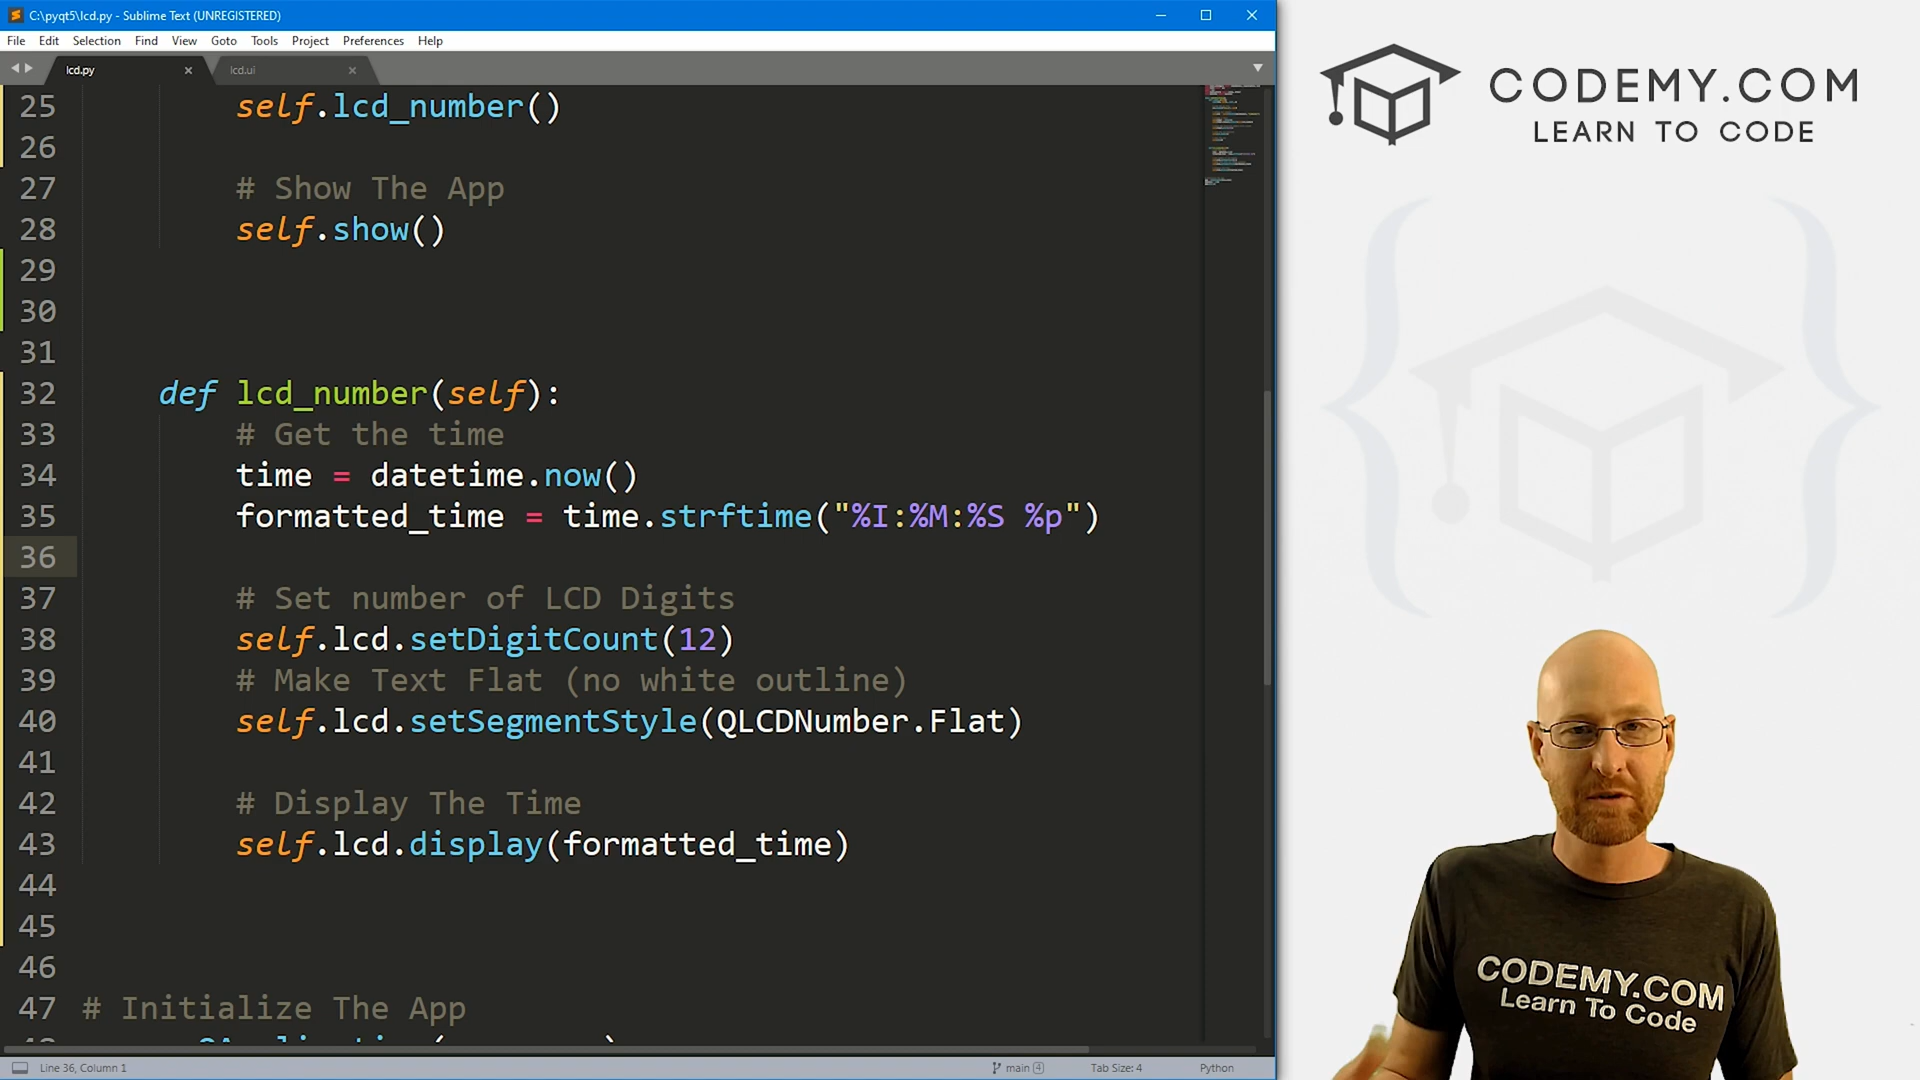 C:\pyqt5\lcd.py - Sublime Text (UNREGISTERED)
File Edit Selection Find View Goto Tools Project Preferences Help
lcd.py
lcd.ui
25 self.lcd_number()
26
27 # Show The App
28 self.show()
29
30
31
32 def lcd_number(self):
33 # Get the time
34 time = datetime.now()
35 formatted_time = time.strftime("%I:%M:%S %p")
36
37 # Set number of LCD Digits
38 self.lcd.setDigitCount(12)
39 # Make Text Flat (no white outline)
40 self.lcd.setSegmentStyle(QLCDNumber.Flat)
41
42 # Display The Time
43 self.lcd.display(formatted_time)
44
45
46
47 # Initialize The App
Line 36, Column 1
main 4
Tab Size: 4
Python
CODEMY.COM
LEARN TO CODE
CODEMY.COM
Learn To Code